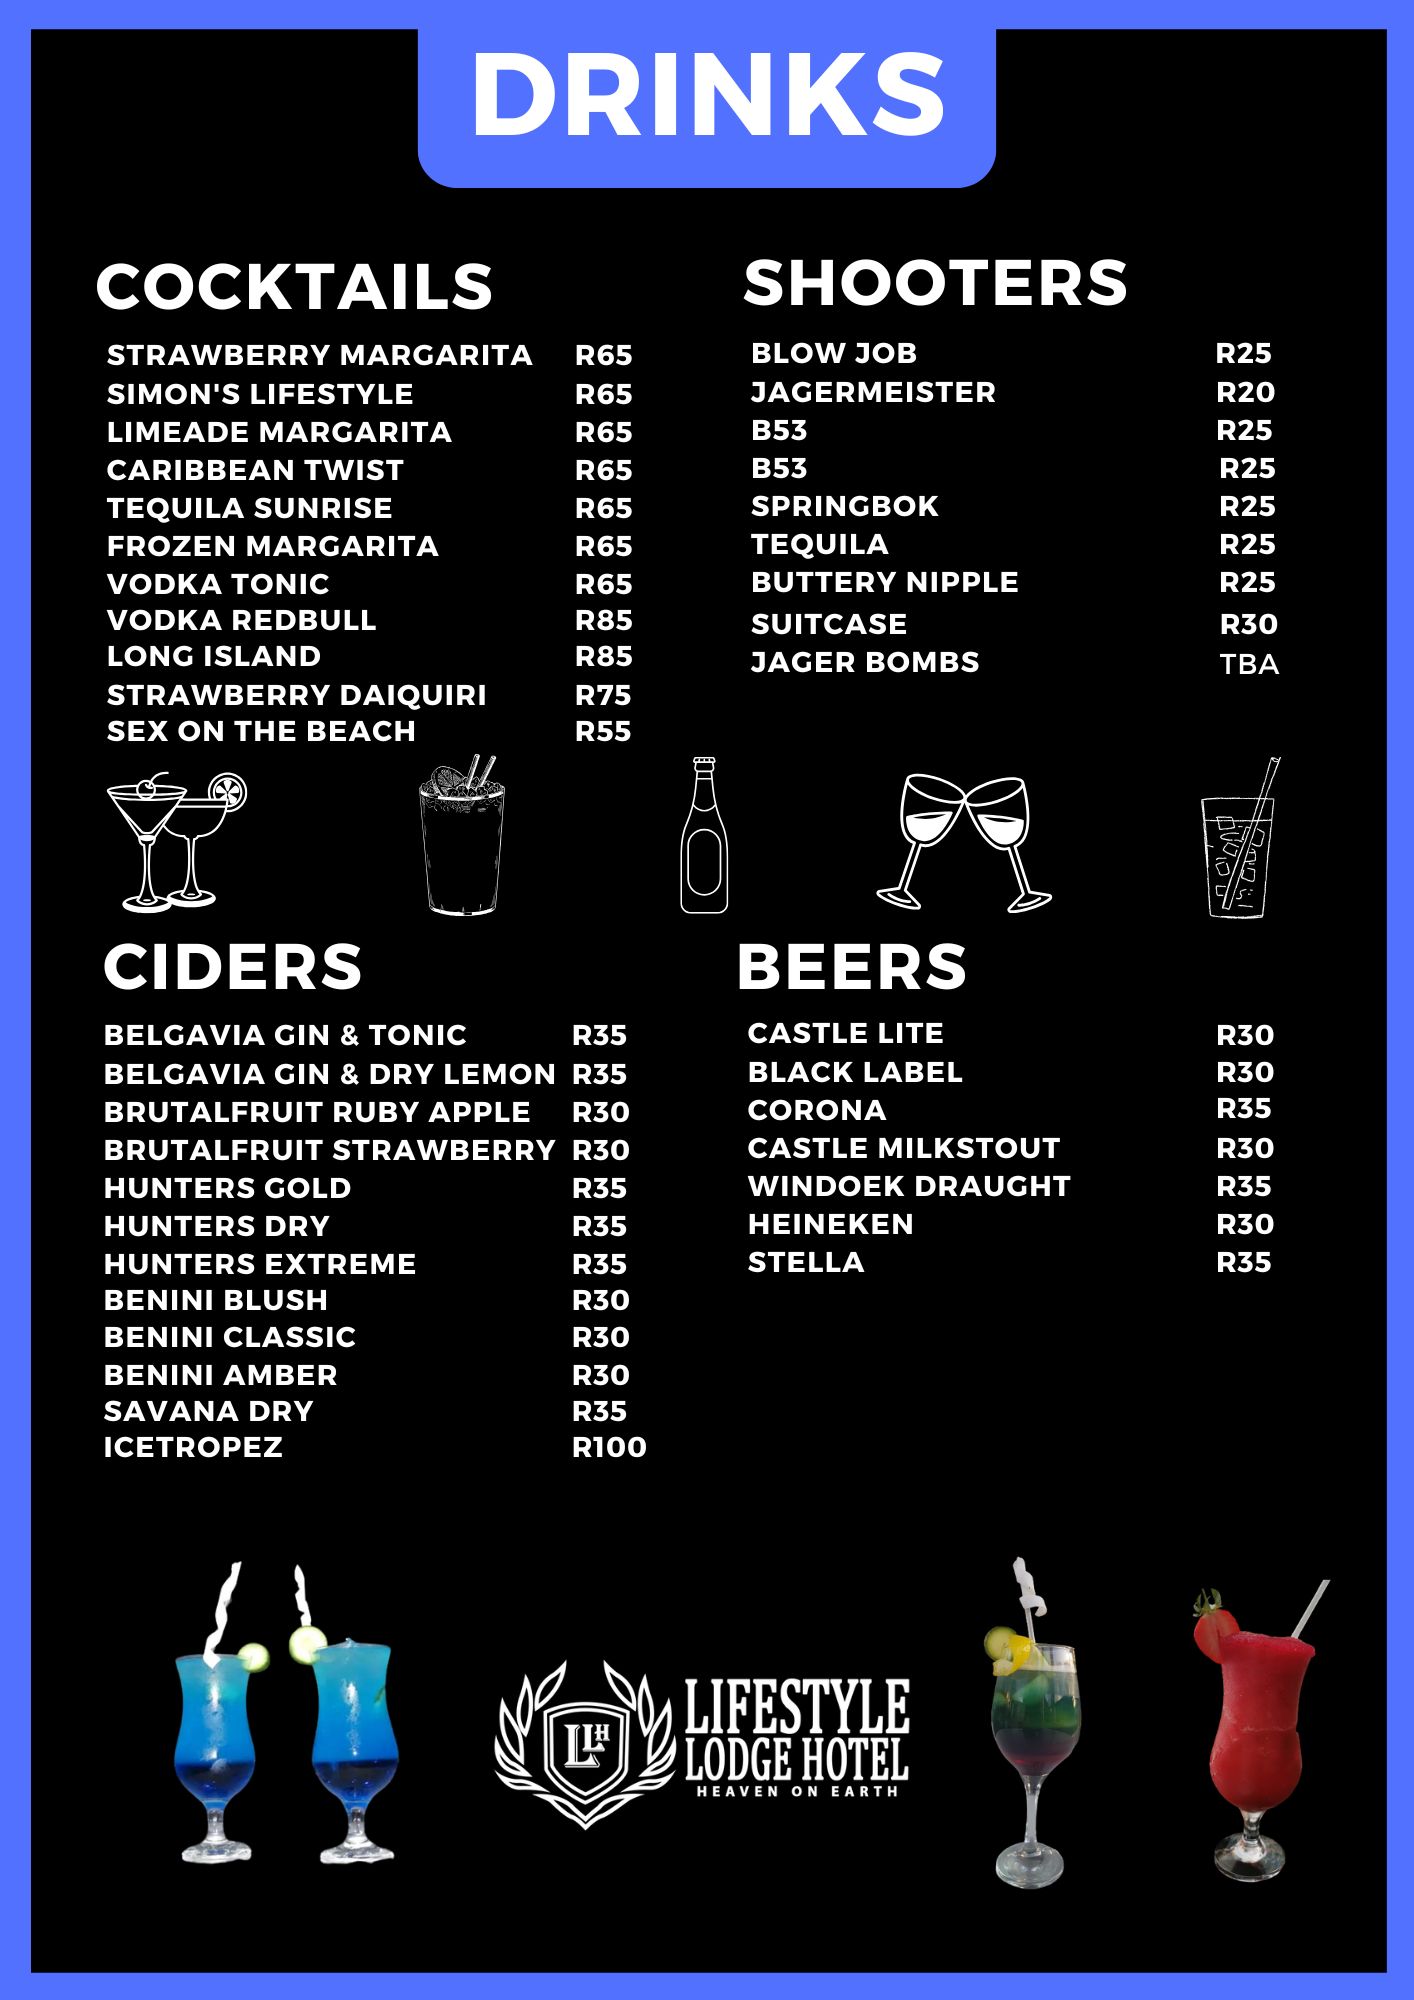 DRINKS
COCKTAILS
STRAWBERRY MARGARITA R65
SIMON'S LIFESTYLE R65
LIMEADE MARGARITA R65
CARIBBEAN TWIST R65
TEQUILA SUNRISE R65
FROZEN MARGARITA R65
VODKA TONIC R65
VODKA REDBULL R85
LONG ISLAND R85
STRAWBERRY DAIQUIRI R75
SEX ON THE BEACH R55
SHOOTERS
BLOW JOB R25
JAGERMEISTER R20
B53 R25
B53 R25
SPRINGBOK R25
TEQUILA R25
BUTTERY NIPPLE R25
SUITCASE R30
JAGER BOMBS TBA
CIDERS
BELGAVIA GIN & TONIC R35
BELGAVIA GIN & DRY LEMON R35
BRUTALFRUIT RUBY APPLE R30
BRUTALFRUIT STRAWBERRY R30
HUNTERS GOLD R35
HUNTERS DRY R35
HUNTERS EXTREME R35
BENINI BLUSH R30
BENINI CLASSIC R30
BENINI AMBER R30
SAVANA DRY R35
ICETROPEZ R100
BEERS
CASTLE LITE R30
BLACK LABEL R30
CORONA R35
CASTLE MILKSTOUT R30
WINDOEK DRAUGHT R35
HEINEKEN R30
STELLA R35
LLH
LIFESTYLE
LODGE HOTEL
HEAVEN ON EARTH